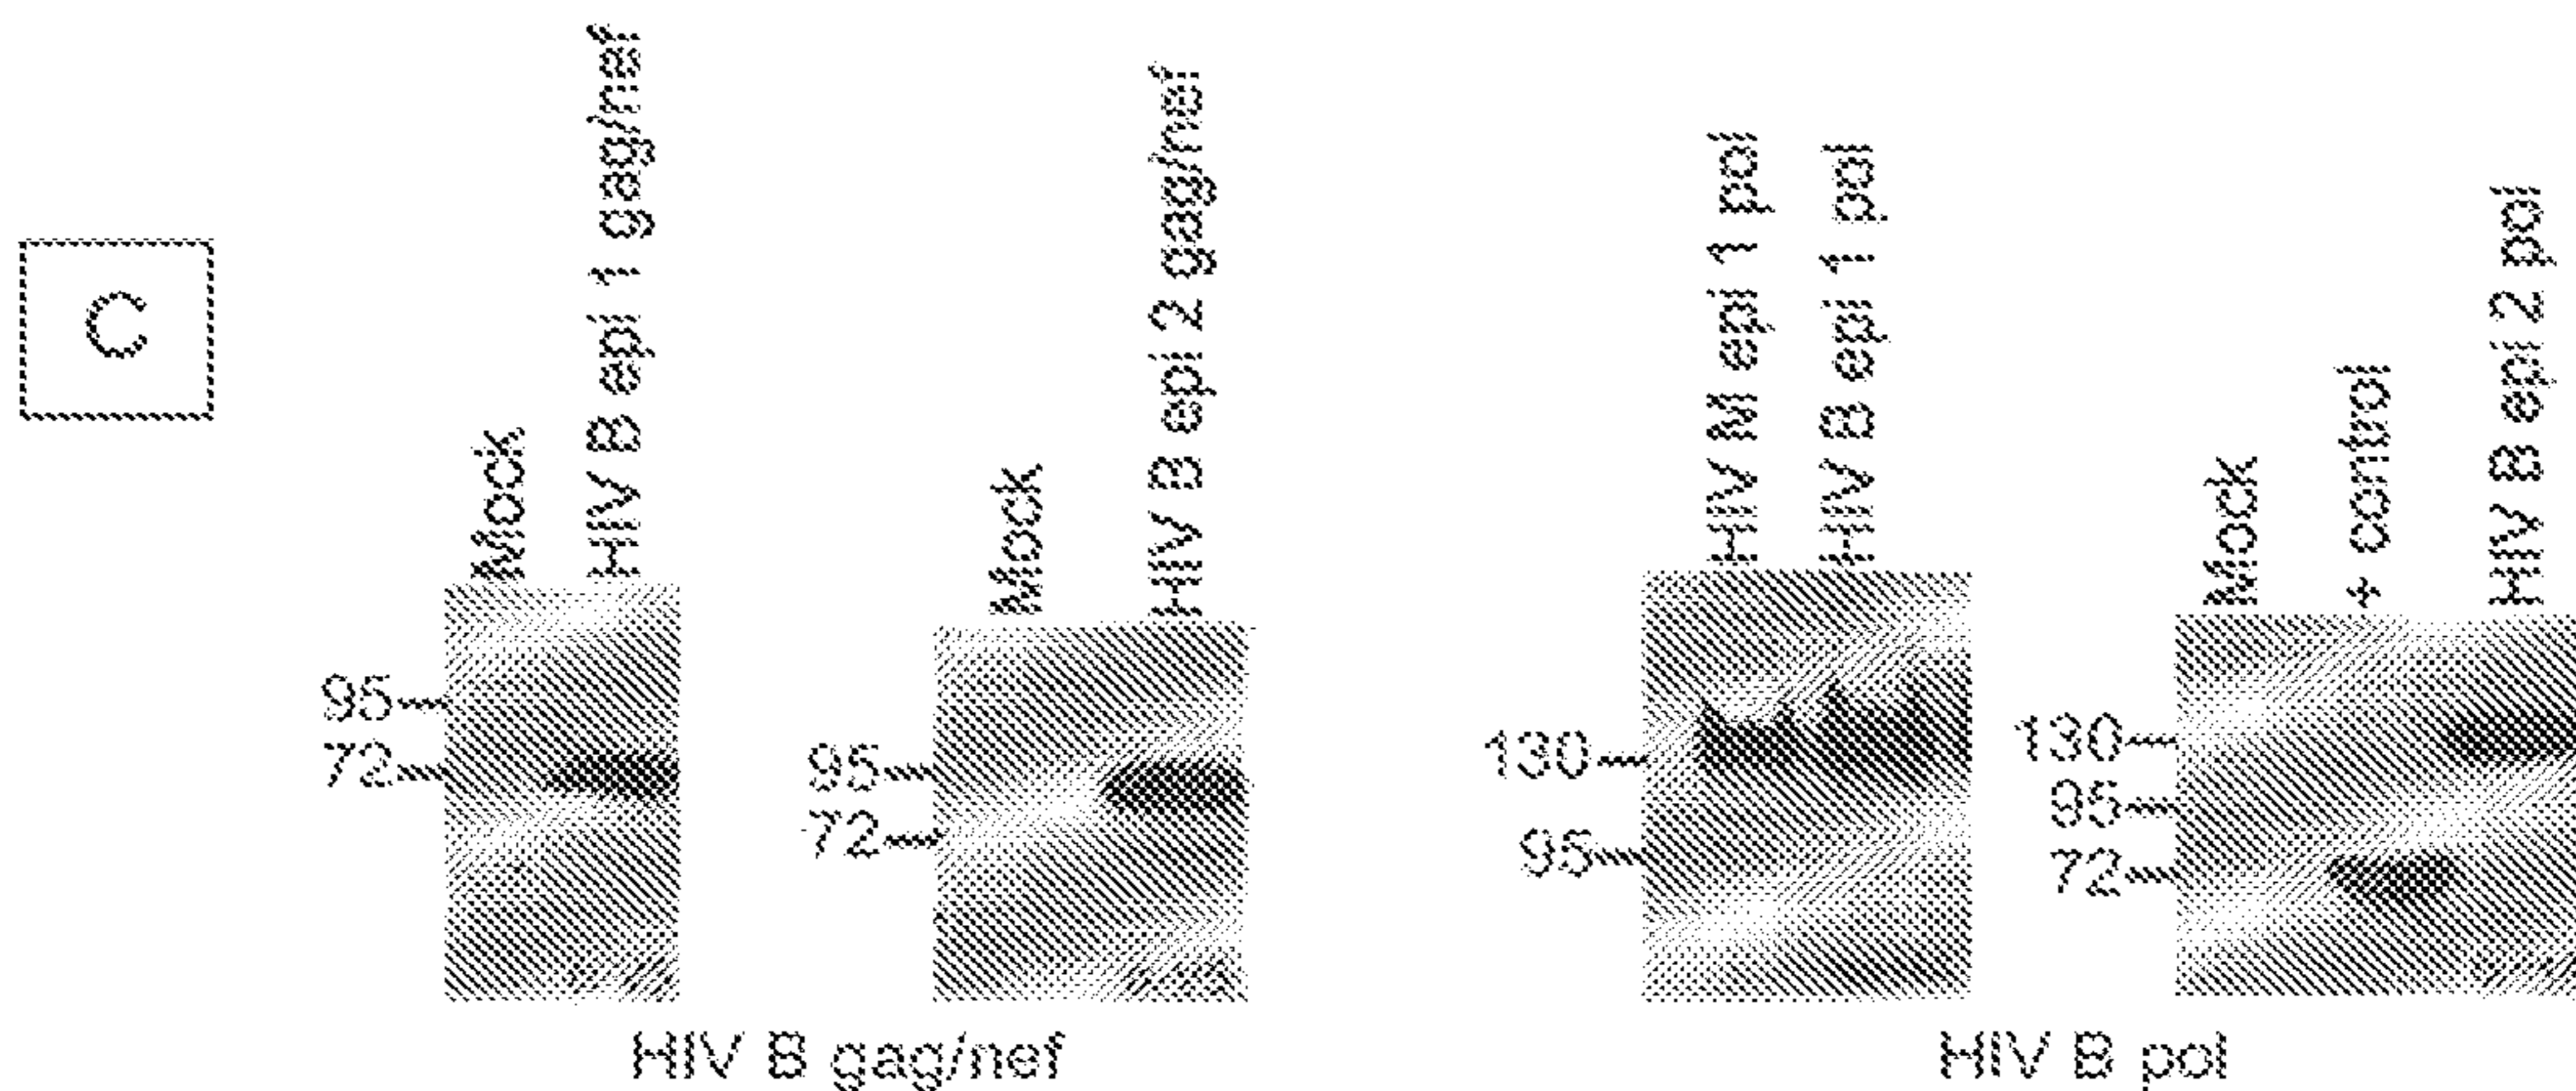 C
Mock
HIV B epi 1 gag/nef
95
72
Mock
HIV B epi 2 gag/nef
95
72
HIV B gag/nef
HIV M epi 1 pol
HIV B epi 1 pol
130
95
Mock
+ control
HIV B epi 2 pol
130
95
72
HIV B pol